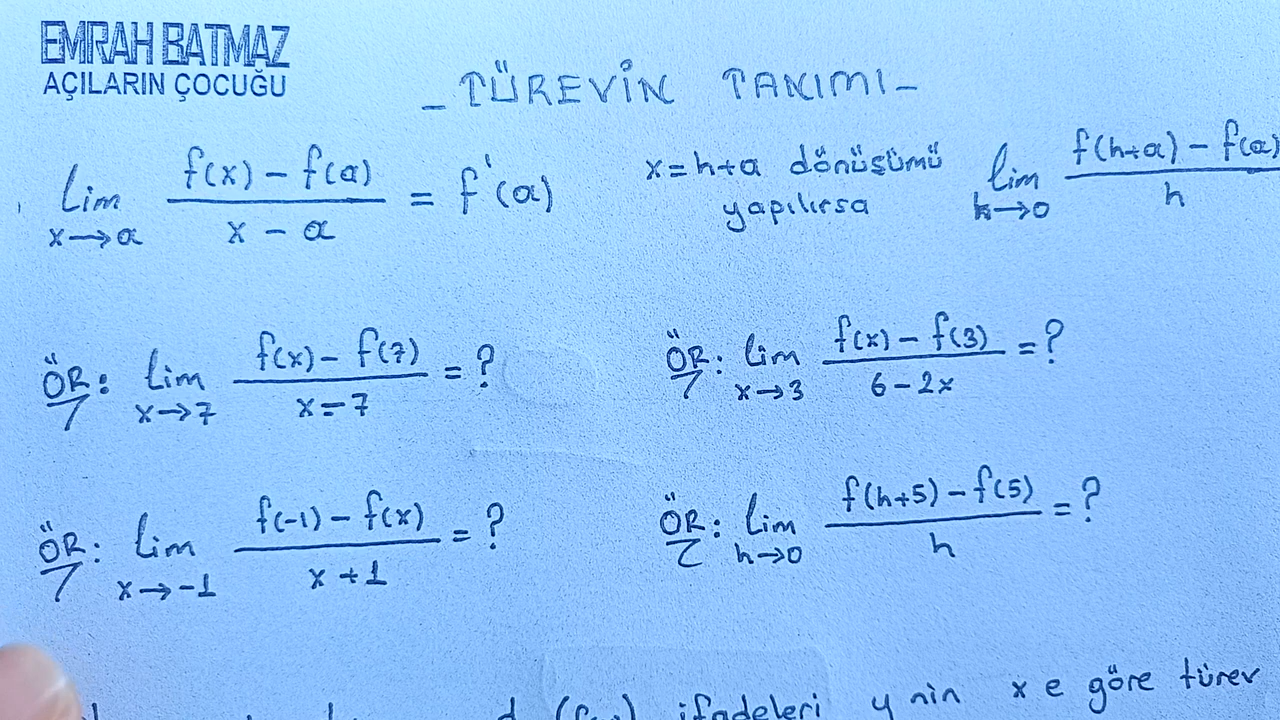 EMRAH BATMAZ
AÇILARIN ÇOCUĞU
- TÜREVİN TANIMI -
lim x→a f(x) - f(a) / x - a = f'(a)
x = h+a dönüşümü yapılırsa
lim h→0 f(h+a) - f(a) / h
ÖR: lim x→7 f(x) - f(7) / x - 7 = ?
ÖR: lim x→3 f(x) - f(3) / 6 - 2x = ?
ÖR: lim x→-1 f(-1) - f(x) / x + 1 = ?
ÖR: lim h→0 f(h+5) - f(5) / h = ?
ifadeleri y nin x e göre türev